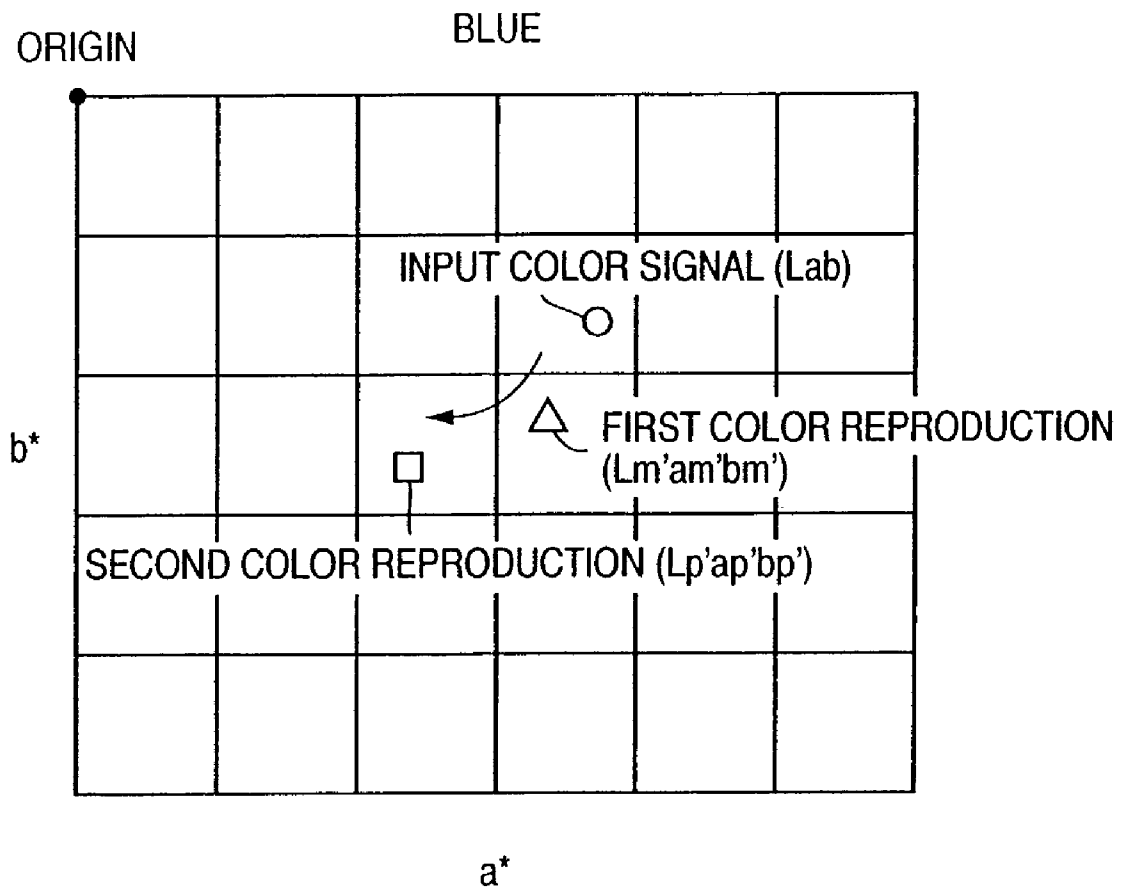 BLUE
ORIGIN
INPUT COLOR SIGNAL (Lab)
FIRST COLOR REPRODUCTION
(Lm'am'bm')
b*
SECOND COLOR REPRODUCTION (Lp'ap'bp')
a*